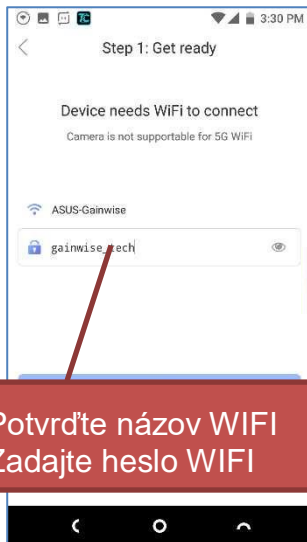 3:30 PM
Step 1: Get ready
Device needs WiFi to connect
Camera is not supportable for 5G WiFi
ASUS-Gainwise
gainwise_tech
Potvrďte názov WIFI
Zadajte heslo WIFI